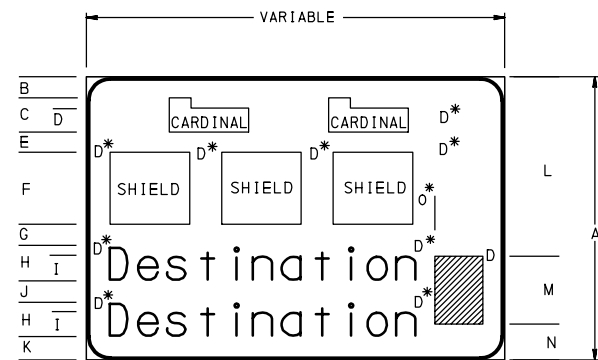 VARIABLE
B
C D CARDINAL CARDINAL D*
E D*
D* D* D*
F SHIELD SHIELD SHIELD L A
O*
G
D* D*
H I Destination D
J M
D* D*
H I Destination
K N